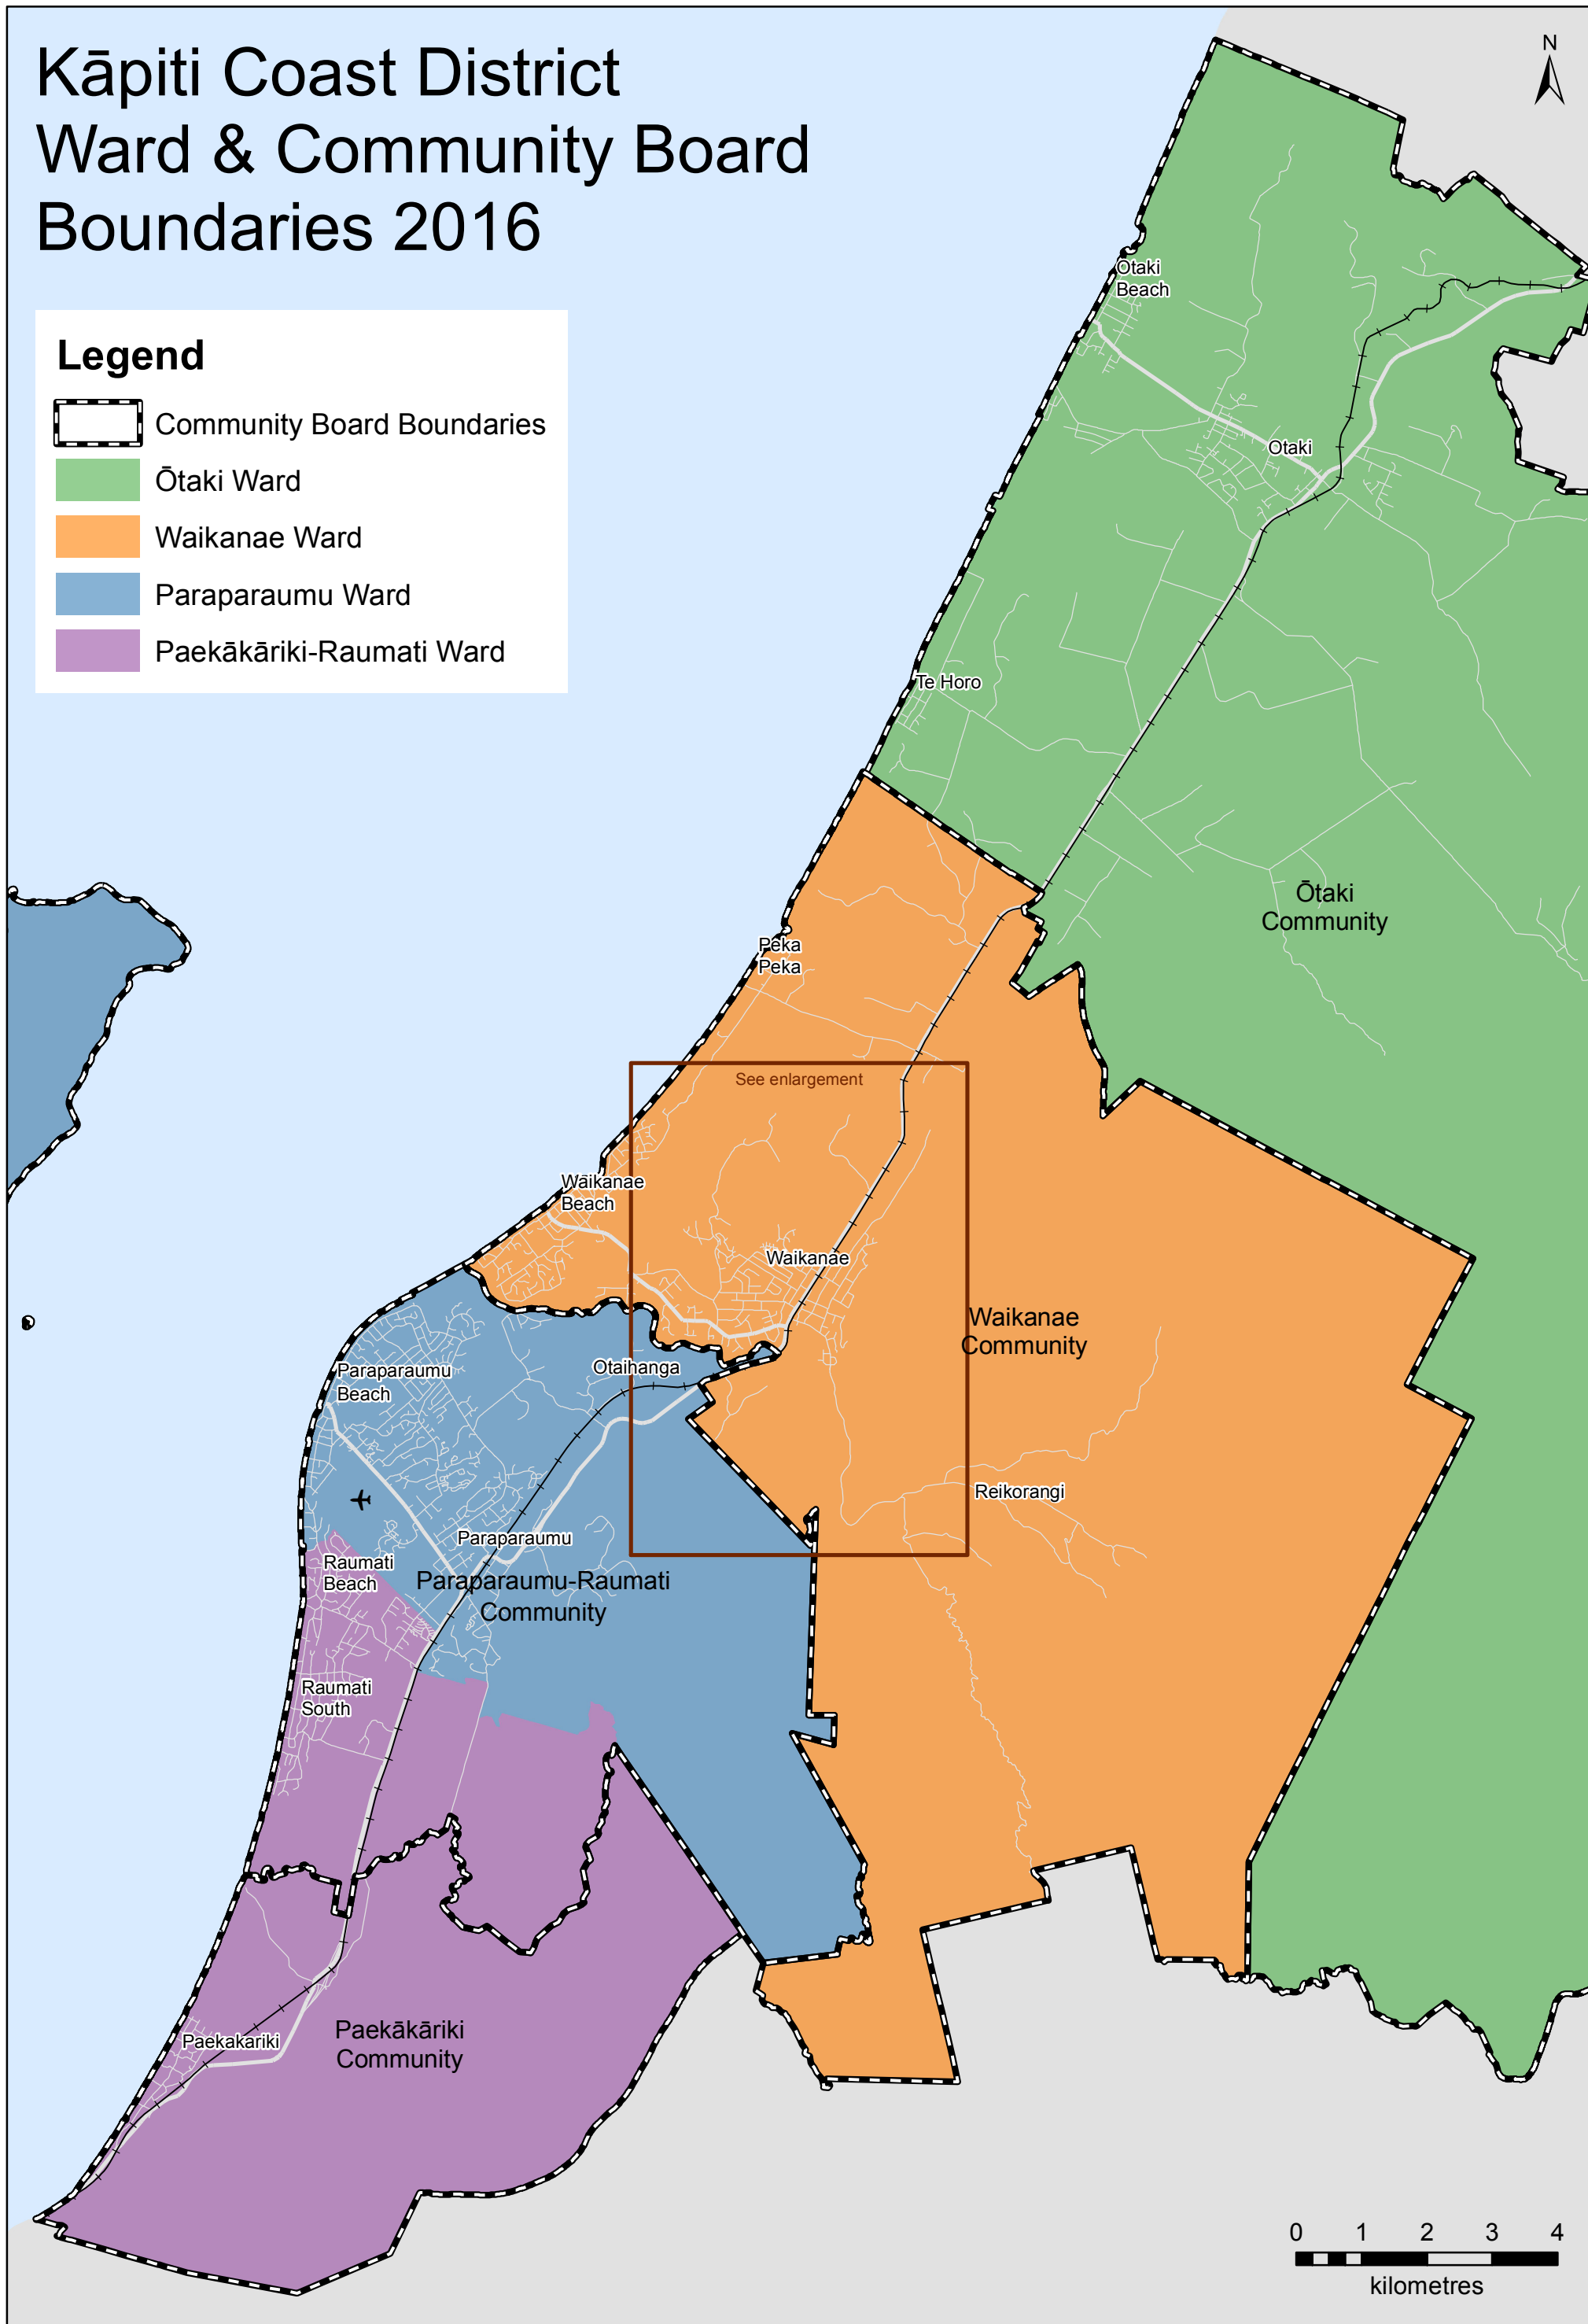 Kāpiti Coast District
Ward & Community Board
Boundaries 2016
N
Legend
Community Board Boundaries
Ōtaki Ward
Waikanae Ward
Paraparaumu Ward
Paekākāriki-Raumati Ward
Otaki
Beach
Otaki
Te Horo
Ōtaki
Community
Peka
Peka
See enlargement
Waikanae
Beach
Waikanae
Waikanae
Community
Otaihanga
Paraparaumu
Beach
Reikorangi
Paraparaumu
Raumati
Beach
Paraparaumu-Raumati
Community
Raumati
South
Paekākāriki
Community
Paekakariki
0 1 2 3 4
kilometres